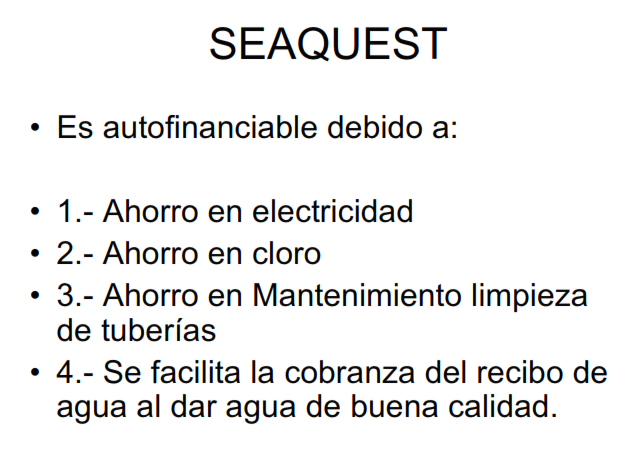 SEAQUEST
• Es autofinanciable debido a:
• 1.- Ahorro en electricidad
• 2.- Ahorro en cloro
• 3.- Ahorro en Mantenimiento limpieza
de tuberías
• 4.- Se facilita la cobranza del recibo de
agua al dar agua de buena calidad.